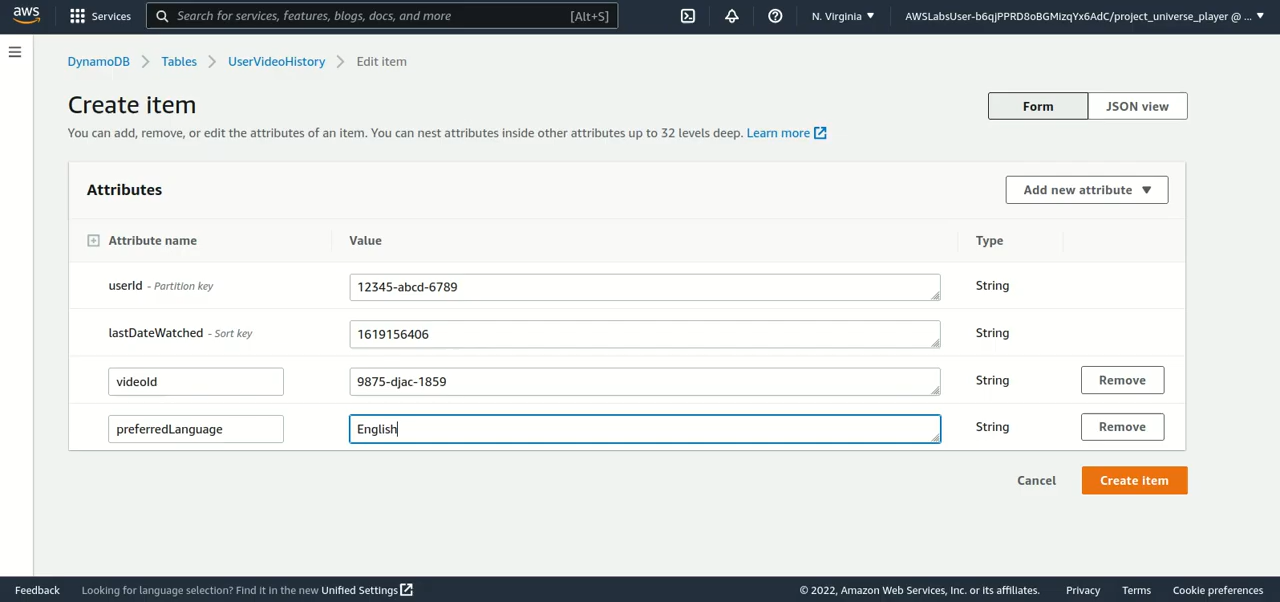 aws Services Search for services, features, blogs, docs, and more [Alt+S] N. Virginia AWSLabsUser-b6qjPPRD8oBGMizqYx6AdC/project_universe_player @ ...
DynamoDB Tables UserVideoHistory Edit item
Create item
Form JSON view
You can add, remove, or edit the attributes of an item. You can nest attributes inside other attributes up to 32 levels deep. Learn more
Attributes
Add new attribute
Attribute name Value Type
userId - Partition key 12345-abcd-6789 String
lastDateWatched - Sort key 1619156406 String
videoId 9875-djac-1859 String Remove
preferredLanguage English String Remove
Cancel Create item
Feedback Looking for language selection? Find it in the new Unified Settings © 2022, Amazon Web Services, Inc. or its affiliates. Privacy Terms Cookie preferences